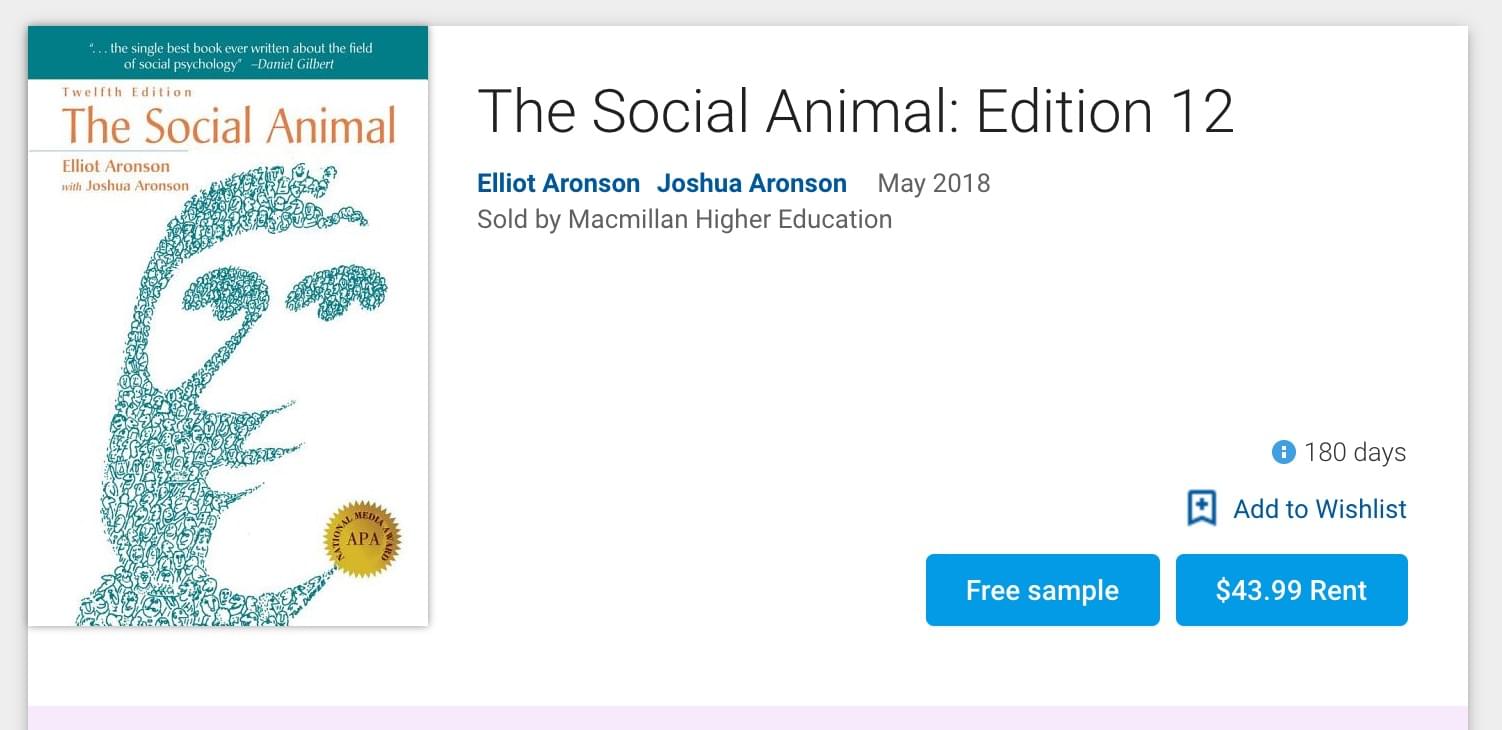 “. . . the single best book ever written about the field
of social psychology” –Daniel Gilbert
Twelfth Edition
The Social Animal
Elliot Aronson
with Joshua Aronson
NATIONAL MEDIA AWARD
APA
The Social Animal: Edition 12
Elliot Aronson Joshua Aronson May 2018
Sold by Macmillan Higher Education
180 days
Add to Wishlist
Free sample
$43.99 Rent